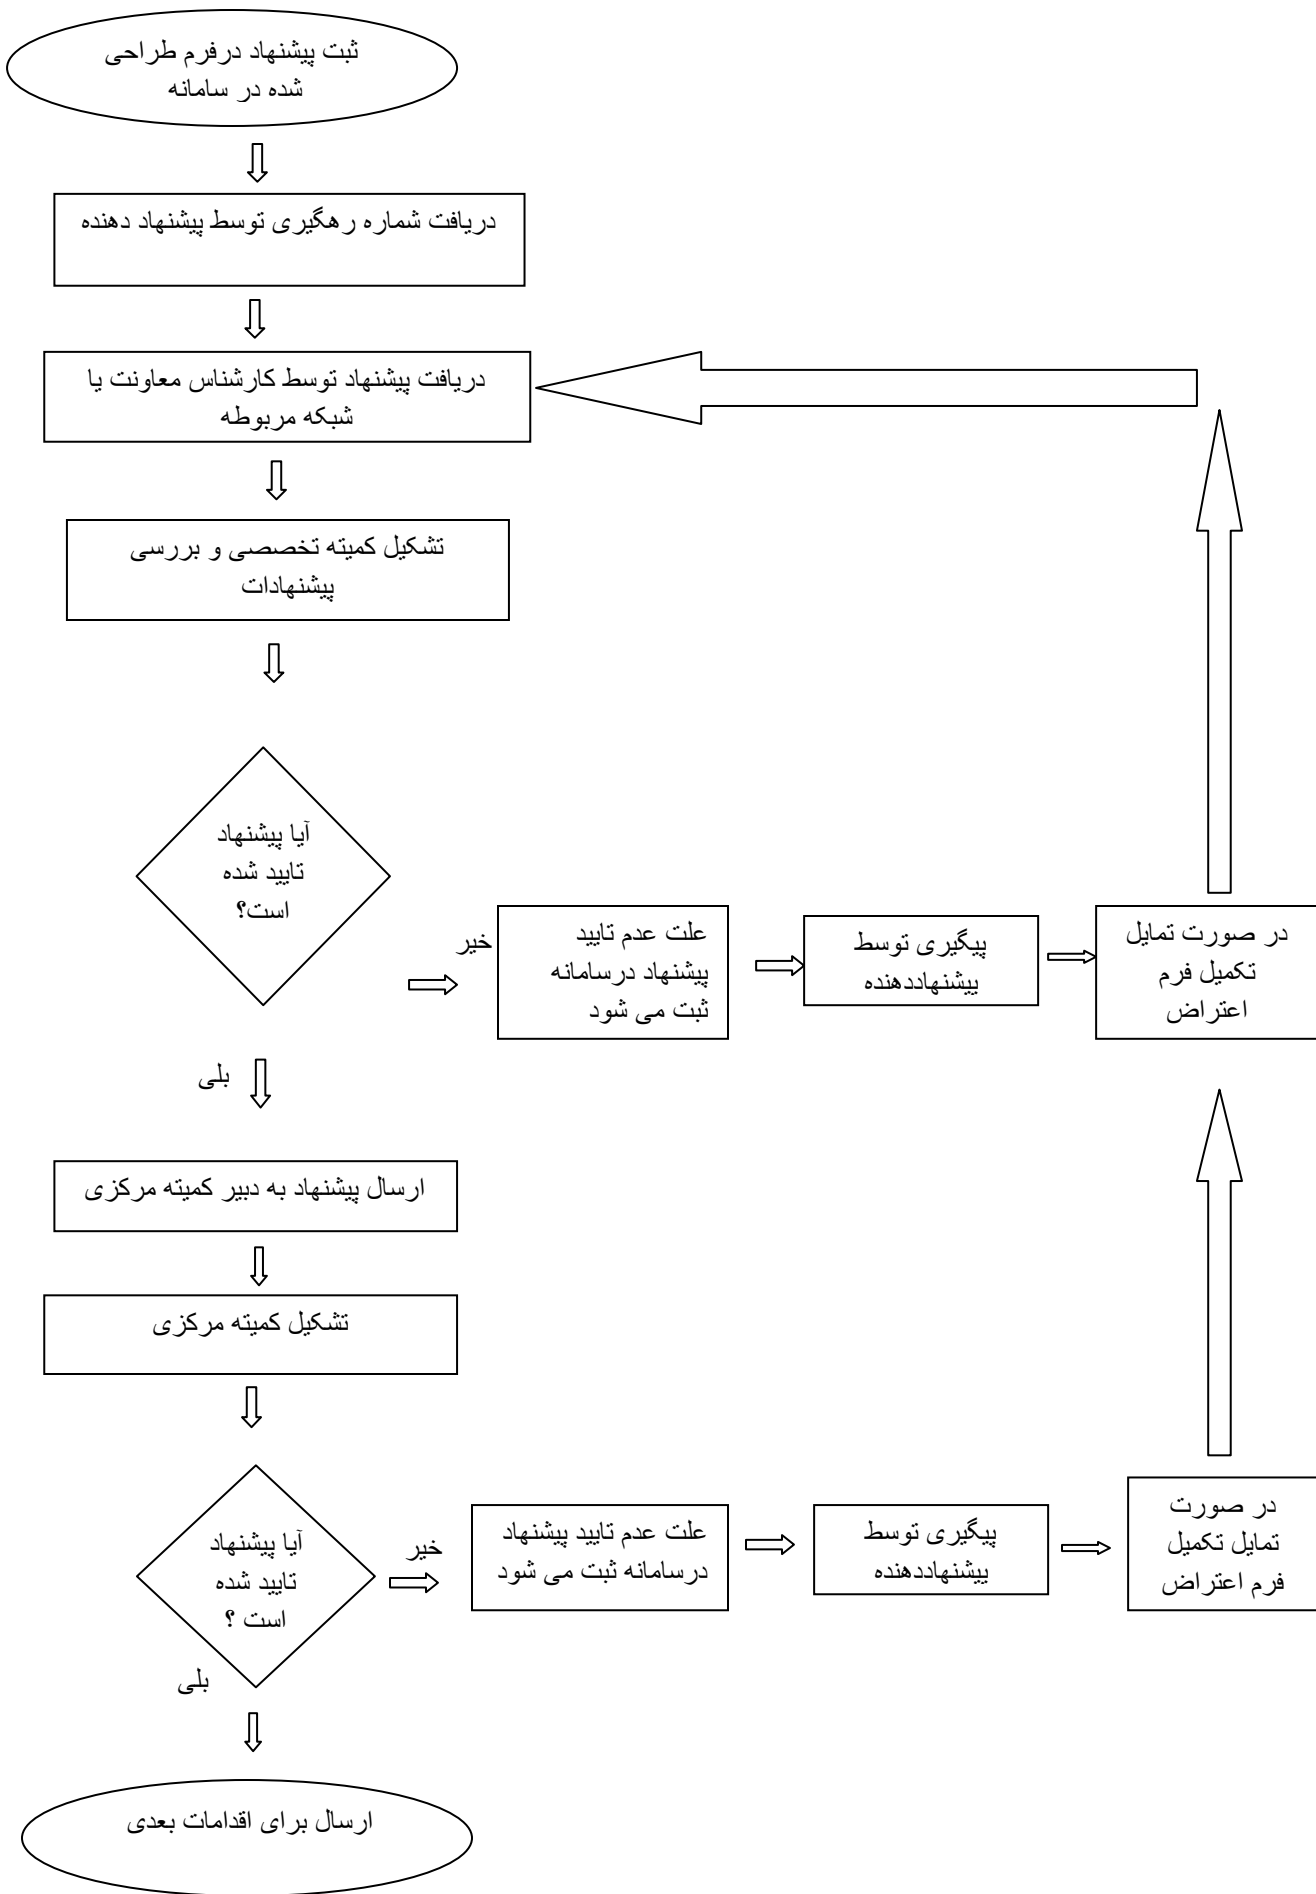 ثبت پیشنهاد درفرم طراحی
شده در سامانه
دریافت شماره رهگیری توسط پیشنهاد دهنده
دریافت پیشنهاد توسط کارشناس معاونت یا
شبکه مربوطه
تشکیل کمیته تخصصی و بررسی
پیشنهادات
آیا پیشنهاد
تایید شده
است؟
خیر
علت عدم تایید
پیشنهاد درسامانه
ثبت می شود
پیگیری توسط
پیشنهاددهنده
در صورت تمایل
تکمیل فرم
اعتراض
بلی
ارسال پیشنهاد به دبیر کمیته مرکزی
تشکیل کمیته مرکزی
آیا پیشنهاد
تایید شده
است ؟
خیر
علت عدم تایید پیشنهاد
درسامانه ثبت می شود
پیگیری توسط
پیشنهاددهنده
در صورت
تمایل تکمیل
فرم اعتراض
بلی
ارسال برای اقدامات بعدی